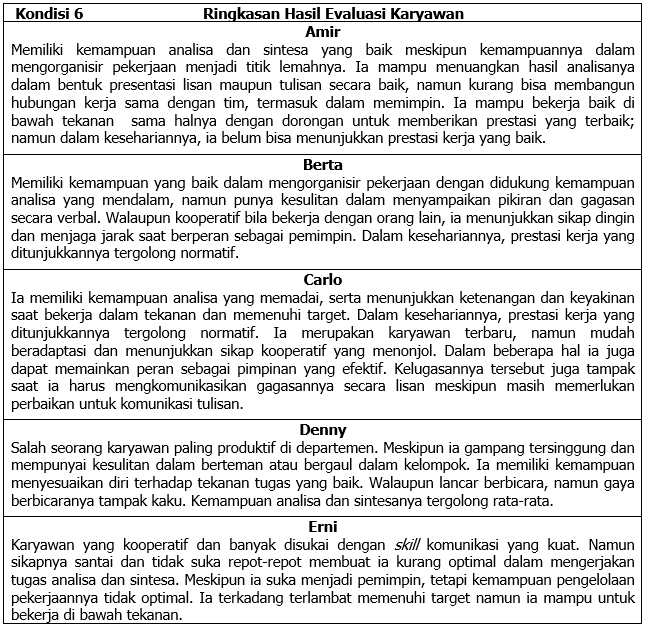 Kondisi 6 Ringkasan Hasil Evaluasi Karyawan
Amir
Memiliki kemampuan analisa dan sintesa yang baik meskipun kemampuannya dalam
mengorganisir pekerjaan menjadi titik lemahnya. Ia mampu menuangkan hasil analisanya
dalam bentuk presentasi lisan maupun tulisan secara baik, namun kurang bisa membangun
hubungan kerja sama dengan tim, termasuk dalam memimpin. Ia mampu bekerja baik di
bawah tekanan sama halnya dengan dorongan untuk memberikan prestasi yang terbaik;
namun dalam kesehariannya, ia belum bisa menunjukkan prestasi kerja yang baik.
Berta
Memiliki kemampuan yang baik dalam mengorganisir pekerjaan dengan didukung kemampuan
analisa yang mendalam, namun punya kesulitan dalam menyampaikan pikiran dan gagasan
secara verbal. Walaupun kooperatif bila bekerja dengan orang lain, ia menunjukkan sikap dingin
dan menjaga jarak saat berperan sebagai pemimpin. Dalam kesehariannya, prestasi kerja yang
ditunjukkannya tergolong normatif.
Carlo
Ia memiliki kemampuan analisa yang memadai, serta menunjukkan ketenangan dan keyakinan
saat bekerja dalam tekanan dan memenuhi target. Dalam kesehariannya, prestasi kerja yang
ditunjukkannya tergolong normatif. Ia merupakan karyawan terbaru, namun mudah
beradaptasi dan menunjukkan sikap kooperatif yang menonjol. Dalam beberapa hal ia juga
dapat memainkan peran sebagai pimpinan yang efektif. Kelugasannya tersebut juga tampak
saat ia harus mengkomunikasikan gagasannya secara lisan meskipun masih memerlukan
perbaikan untuk komunikasi tulisan.
Denny
Salah seorang karyawan paling produktif di departemen. Meskipun ia gampang tersinggung dan
mempunyai kesulitan dalam berteman atau bergaul dalam kelompok. Ia memiliki kemampuan
menyesuaikan diri terhadap tekanan tugas yang baik. Walaupun lancar berbicara, namun gaya
berbicaranya tampak kaku. Kemampuan analisa dan sintesanya tergolong rata-rata.
Erni
Karyawan yang kooperatif dan banyak disukai dengan skill komunikasi yang kuat. Namun
sikapnya santai dan tidak suka repot-repot membuat ia kurang optimal dalam mengerjakan
tugas analisa dan sintesa. Meskipun ia suka menjadi pemimpin, tetapi kemampuan pengelolaan
pekerjaannya tidak optimal. Ia terkadang terlambat memenuhi target namun ia mampu untuk
bekerja di bawah tekanan.